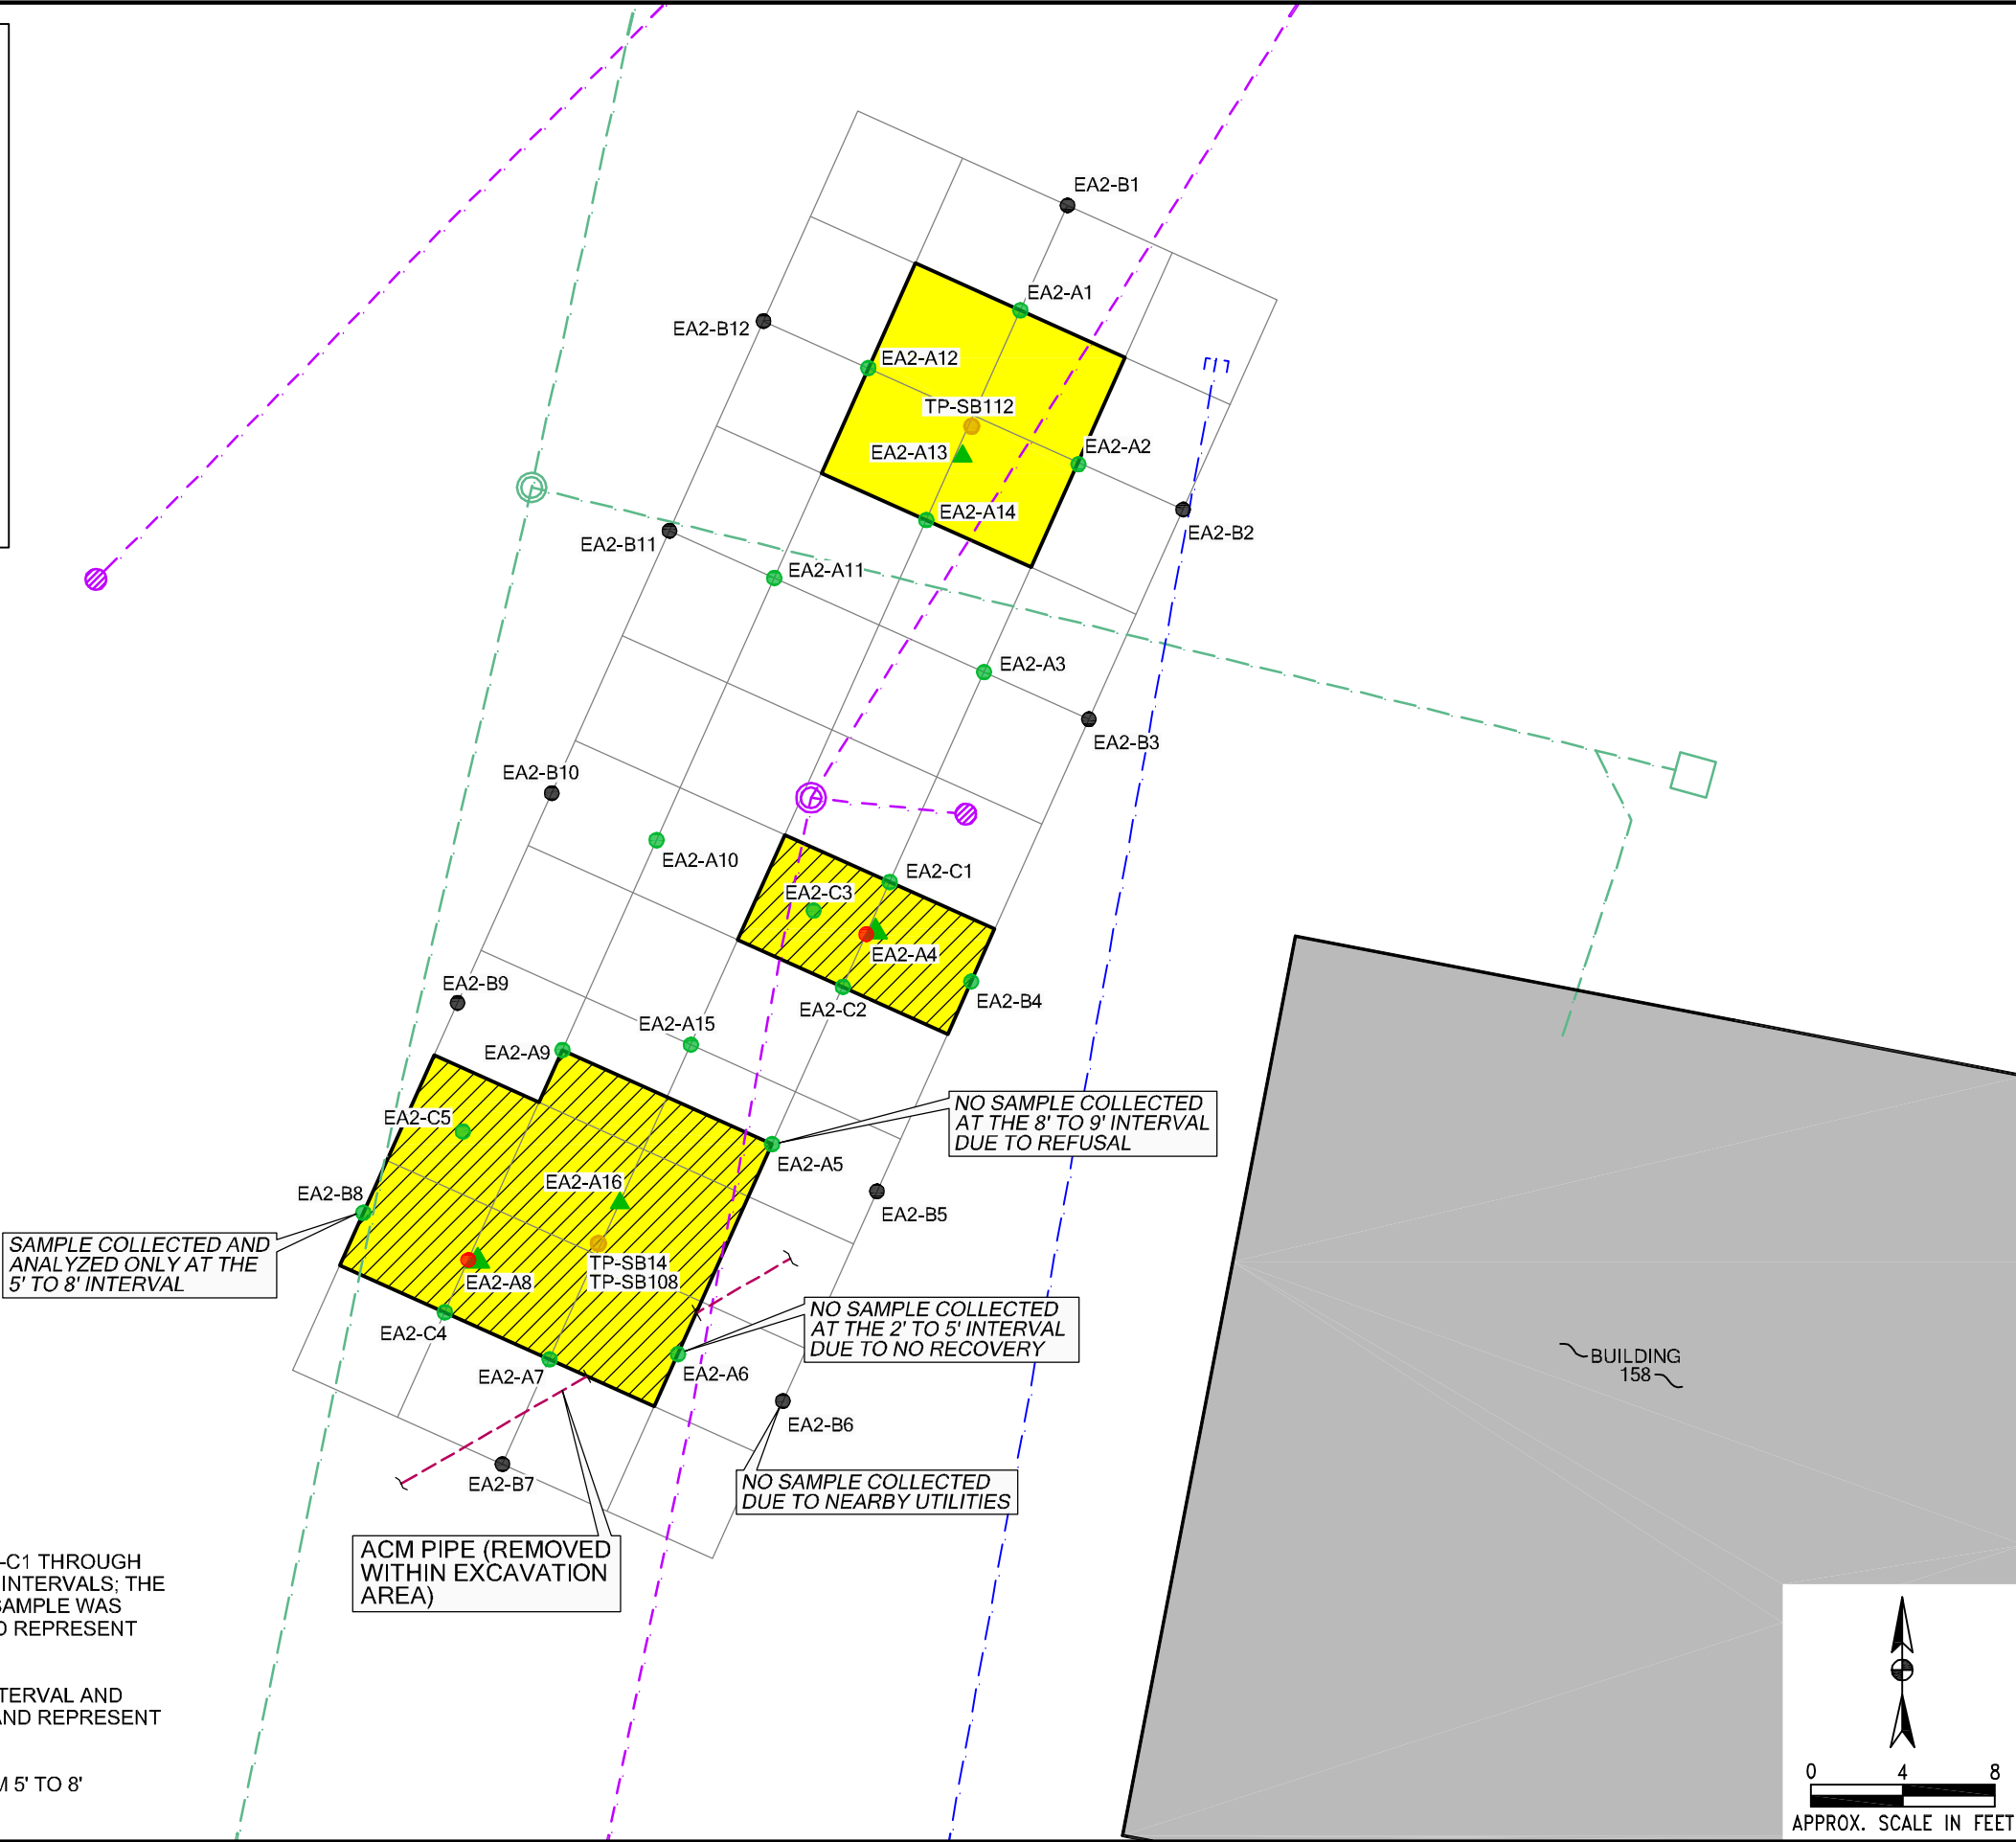 EA2-B1
EA2-A1
EA2-B12
EA2-A12
TP-SB112
EA2-A2
EA2-A13
EA2-A14
EA2-B2
EA2-B11
EA2-A11
EA2-A3
EA2-B3
EA2-B10
EA2-A10
EA2-C1
EA2-C3
EA2-A4
EA2-B9
EA2-B4
EA2-C2
EA2-A15
EA2-A9
NO SAMPLE COLLECTED
AT THE 8' TO 9' INTERVAL
DUE TO REFUSAL
EA2-C5
EA2-A5
EA2-A16
EA2-B8
EA2-B5
SAMPLE COLLECTED AND
ANALYZED ONLY AT THE
5' TO 8' INTERVAL
TP-SB14
TP-SB108
EA2-A8
NO SAMPLE COLLECTED
AT THE 2' TO 5' INTERVAL
DUE TO NO RECOVERY
EA2-C4
EA2-A7
EA2-A6
BUILDING
158
EA2-B6
EA2-B7
NO SAMPLE COLLECTED
DUE TO NEARBY UTILITIES
ACM PIPE (REMOVED
WITHIN EXCAVATION
AREA)
-C1 THROUGH
INTERVALS; THE
SAMPLE WAS
REPRESENT
TERVAL AND
AND REPRESENT
5' TO 8'
0 4 8
APPROX. SCALE IN FEET